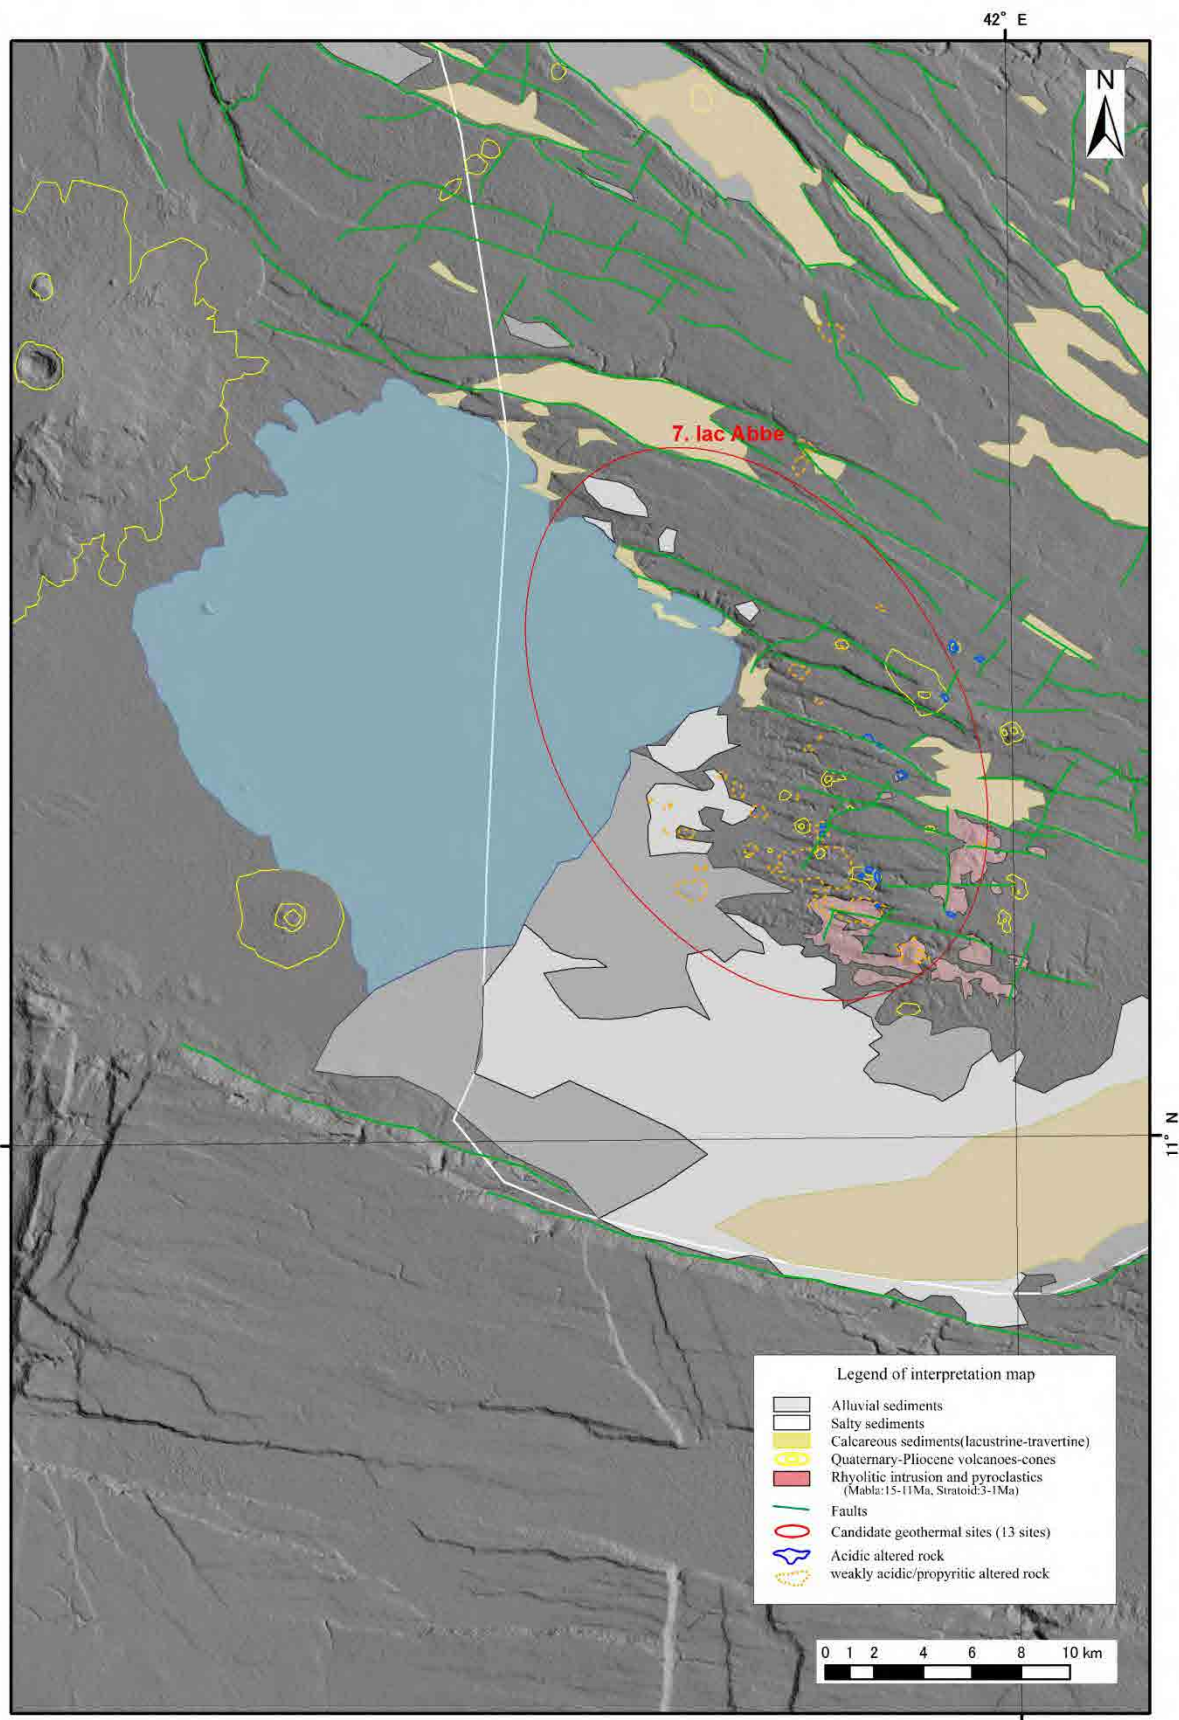 42° E
N
7. lac Abbe
11° N
Legend of interpretation map
Alluvial sediments
Salty sediments
Calcareous sediments(lacustrine-travertine)
Quaternary-Pliocene volcanoes-cones
Rhyolitic intrusion and pyroclastics
(Mabla:15-11Ma, Stratoid:3-1Ma)
Faults
Candidate geothermal sites (13 sites)
Acidic altered rock
weakly acidic/propyritic altered rock
0 1 2 4 6 8 10 km